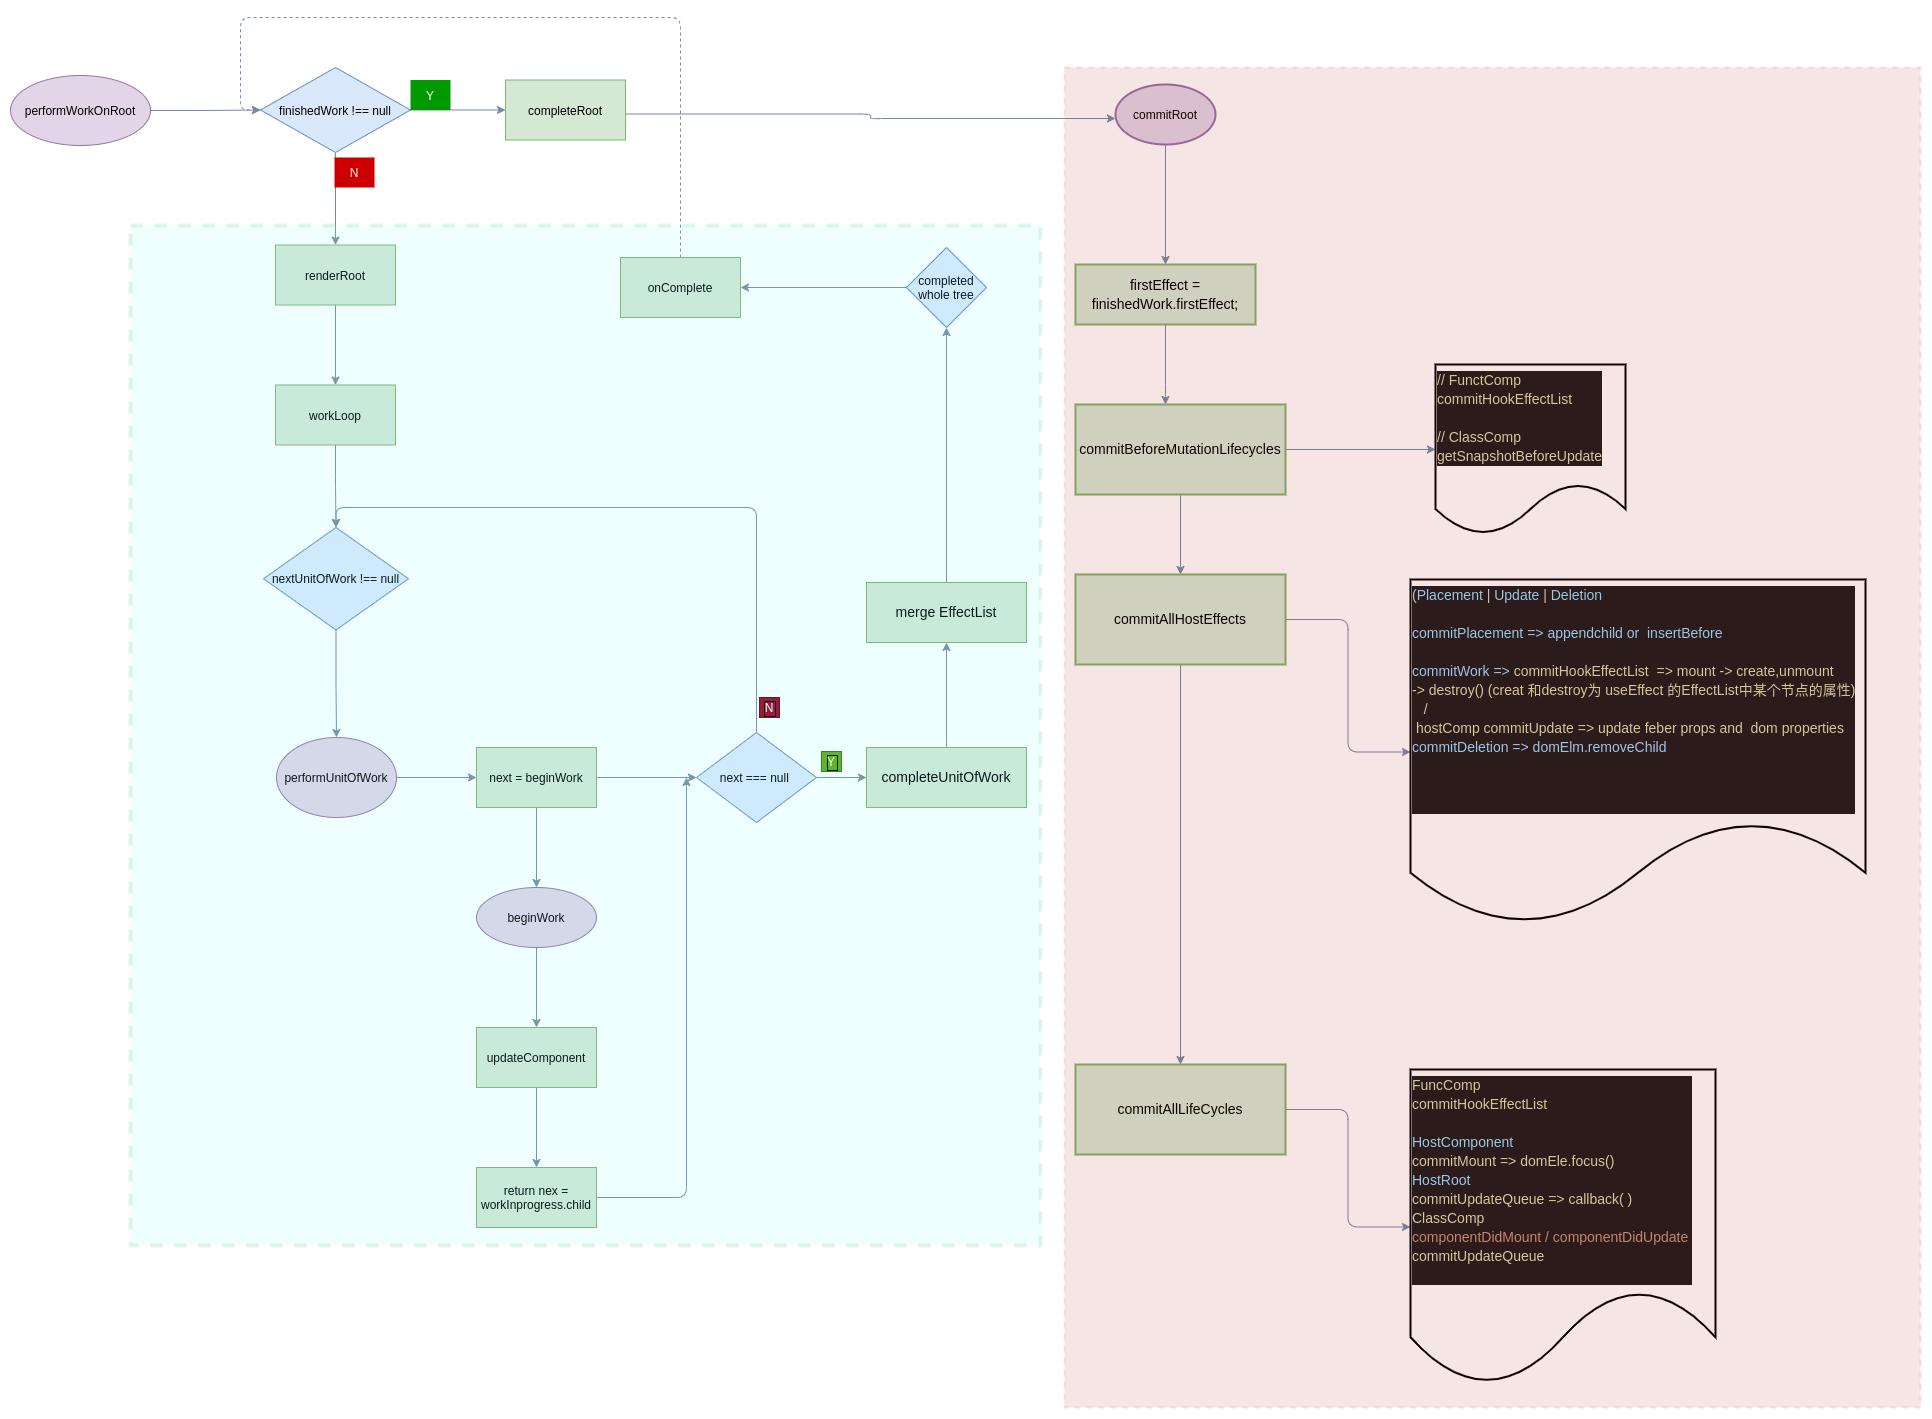 performWorkOnRoot
finishedWork !== null
Y
completeRoot
commitRoot
N
renderRoot
workLoop
nextUnitOfWork !== null
performUnitOfWork
next = beginWork
beginWork
updateComponent
return nex =
workInprogress.child
next === null
N
Y
completeUnitOfWork
merge EffectList
completed
whole tree
onComplete
firstEffect =
finishedWork.firstEffect;
commitBeforeMutationLifecycles
// FunctComp
commitHookEffectList
// ClassComp
getSnapshotBeforeUpdate
commitAllHostEffects
(Placement | Update | Deletion
commitPlacement => appendchild or  insertBefore
commitWork => commitHookEffectList  => mount -> create,unmount
-> destroy() (creat 和destroy为 useEffect 的EffectList中某个节点的属性)
/
hostComp commitUpdate => update feber props and  dom properties
commitDeletion => domElm.removeChild
commitAllLifeCycles
FuncComp
commitHookEffectList
HostComponent
commitMount => domEle.focus()
HostRoot
commitUpdateQueue => callback( )
ClassComp
componentDidMount / componentDidUpdate
commitUpdateQueue